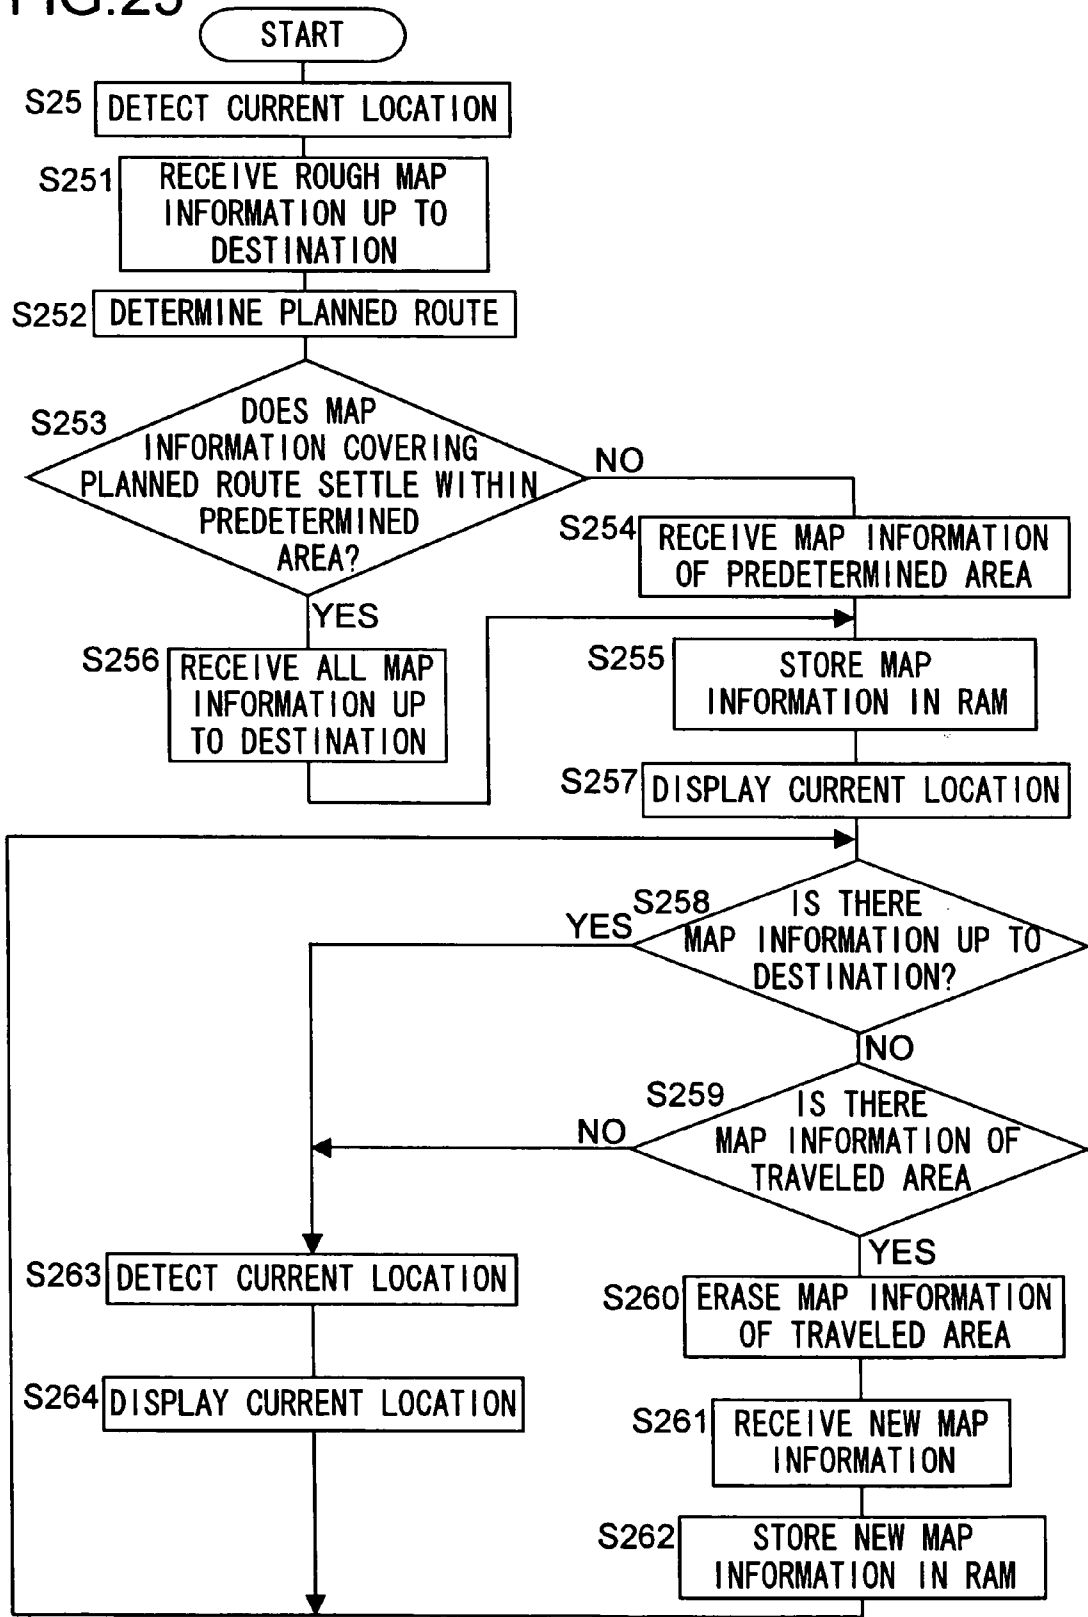 FIG.25
START
S25
DETECT CURRENT LOCATION
S251
RECEIVE ROUGH MAP
INFORMATION UP TO
DESTINATION
S252
DETERMINE PLANNED ROUTE
S253
DOES MAP
INFORMATION COVERING
PLANNED ROUTE SETTLE WITHIN
PREDETERMINED
AREA?
NO
S254
RECEIVE MAP INFORMATION
OF PREDETERMINED AREA
YES
S256
RECEIVE ALL MAP
INFORMATION UP
TO DESTINATION
S255
STORE MAP
INFORMATION IN RAM
S257
DISPLAY CURRENT LOCATION
S258
IS THERE
MAP INFORMATION UP TO
DESTINATION?
YES
NO
S259
IS THERE
MAP INFORMATION OF
TRAVELED AREA
NO
YES
S263
DETECT CURRENT LOCATION
S260
ERASE MAP INFORMATION
OF TRAVELED AREA
S264
DISPLAY CURRENT LOCATION
S261
RECEIVE NEW MAP
INFORMATION
S262
STORE NEW MAP
INFORMATION IN RAM